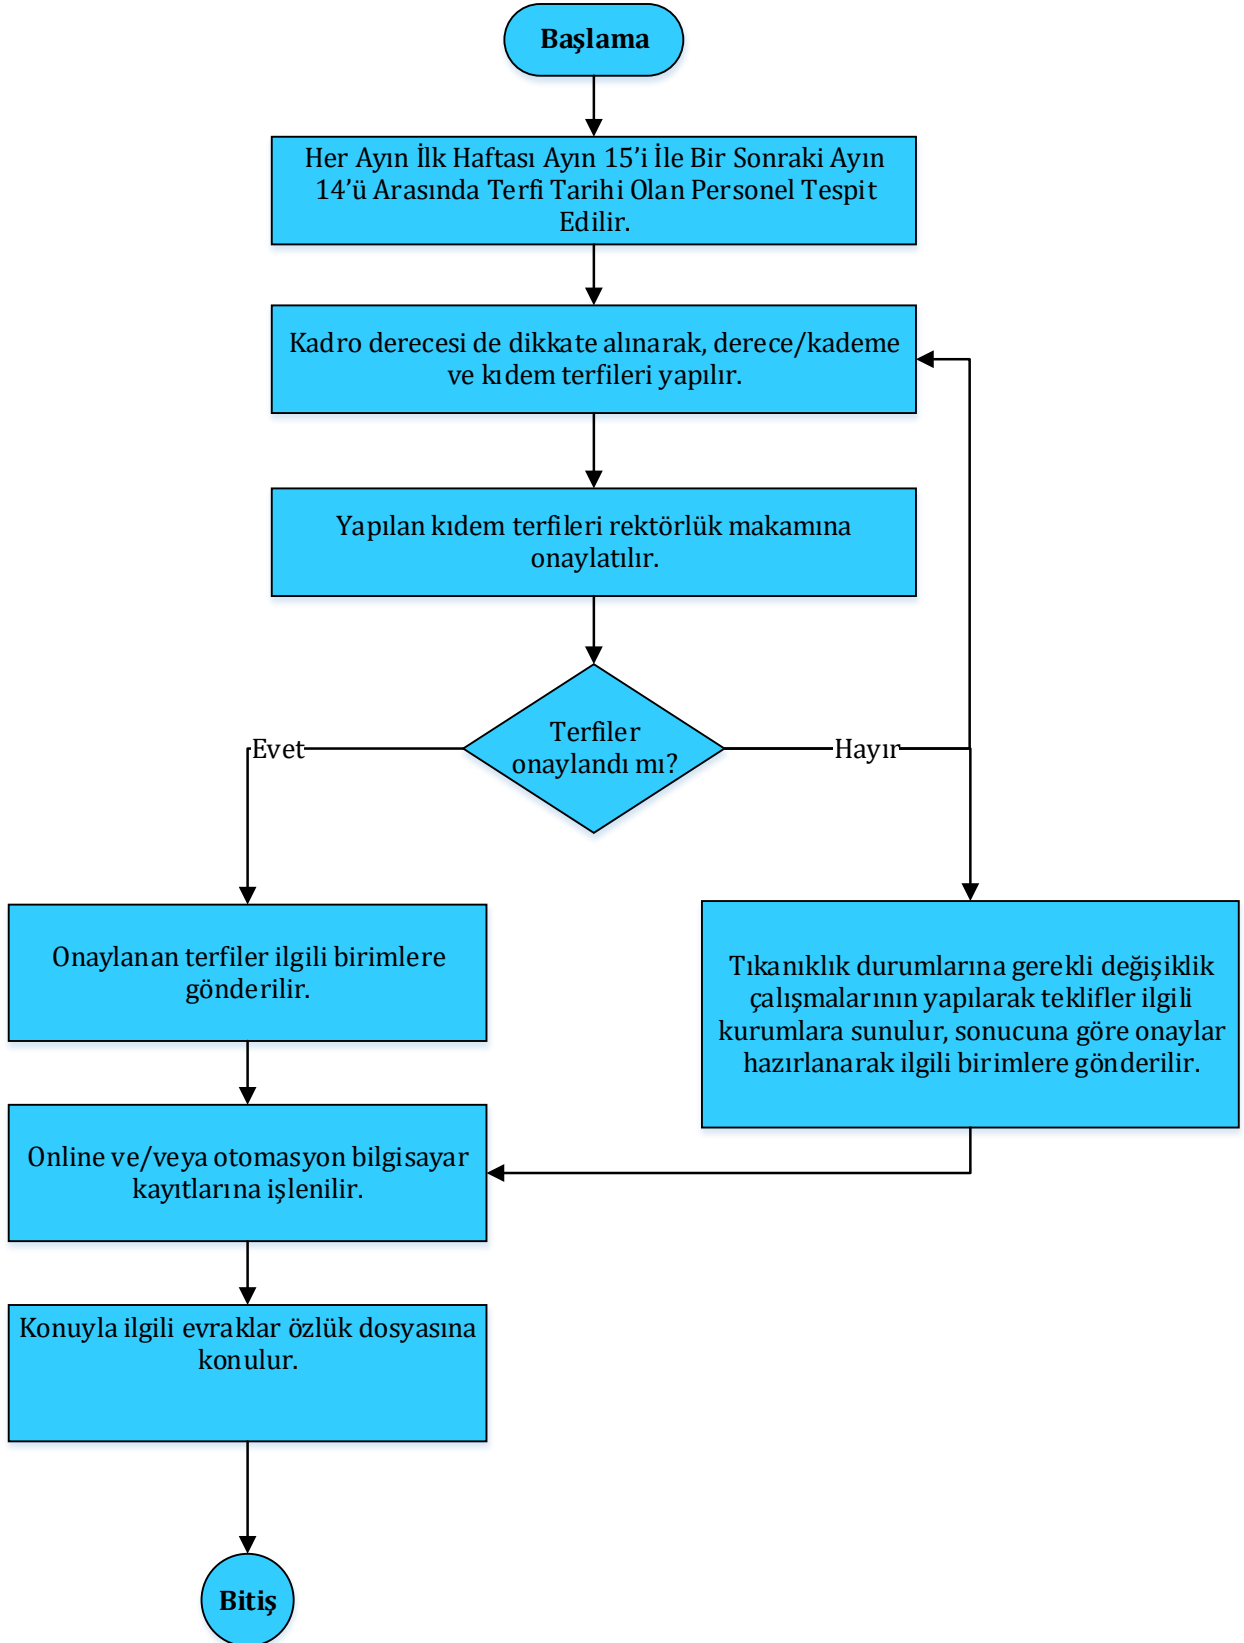 Başlama
Her Ayın İlk Haftası Ayın 15’i İle Bir Sonraki Ayın
14’ü Arasında Terfi Tarihi Olan Personel Tespit
Edilir.
Kadro derecesi de dikkate alınarak, derece/kademe
ve kıdem terfileri yapılır.
Yapılan kıdem terfileri rektörlük makamına
onaylatılır.
Terfiler
onaylandı mı?
Evet
Hayır
Onaylanan terfiler ilgili birimlere
gönderilir.
Tıkanıklık durumlarına gerekli değişiklik
çalışmalarının yapılarak teklifler ilgili
kurumlara sunulur, sonucuna göre onaylar
hazırlanarak ilgili birimlere gönderilir.
Online ve/veya otomasyon bilgisayar
kayıtlarına işlenilir.
Konuyla ilgili evraklar özlük dosyasına
konulur.
Bitiş